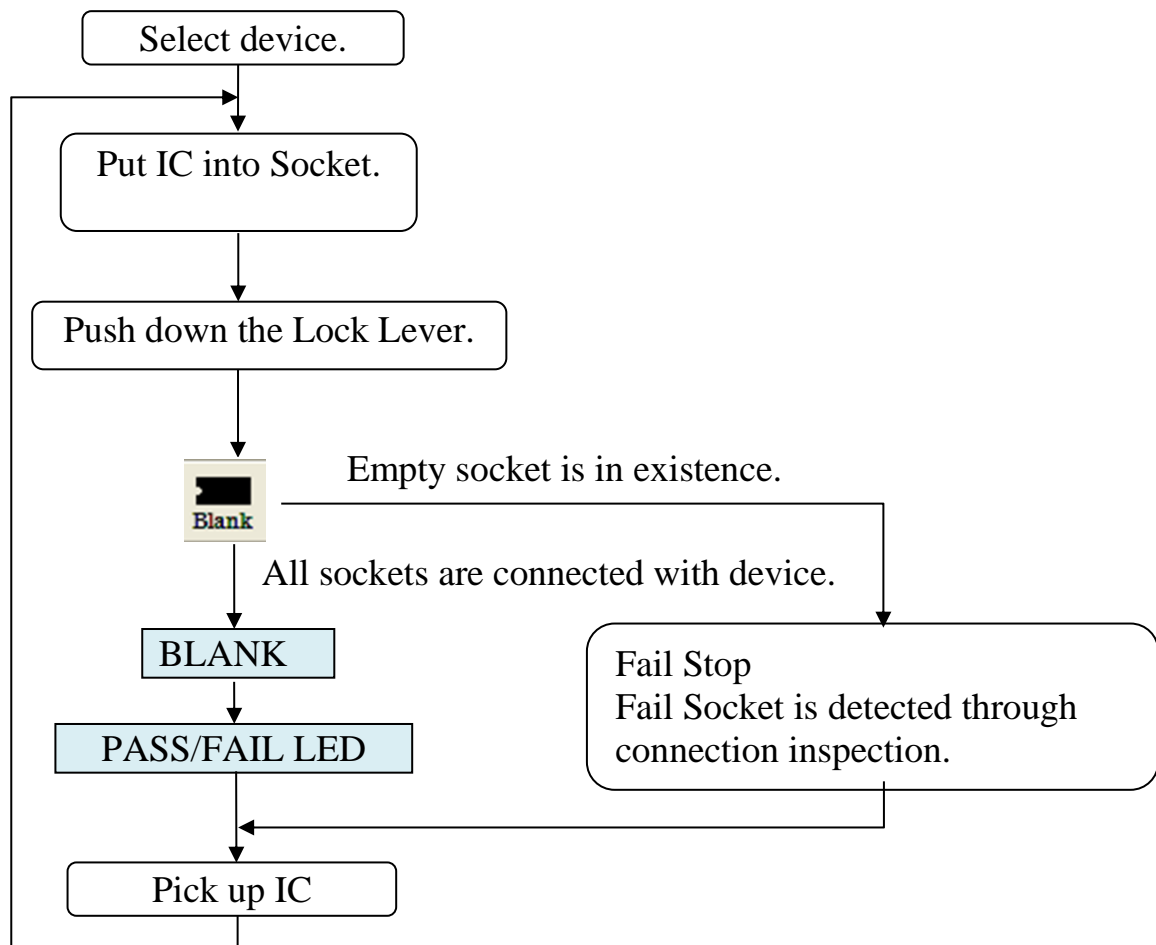 Select device.
Put IC into Socket.
Push down the Lock Lever.
Empty socket is in existence.
Blank
All sockets are connected with device.
BLANK
Fail Stop
Fail Socket is detected through
connection inspection.
PASS/FAIL LED
Pick up IC